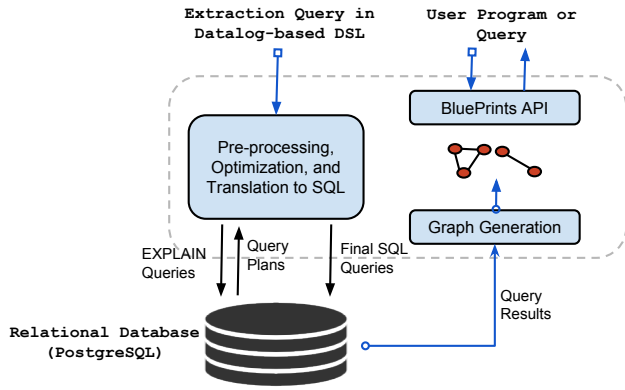 Extraction Query in
Datalog-based DSL
User Program or
Query
BluePrints API
Pre-processing,
Optimization, and
Translation to SQL
Graph Generation
EXPLAIN
Queries
Query
Plans
Final SQL
Queries
Query
Results
Relational Database
(PostgreSQL)